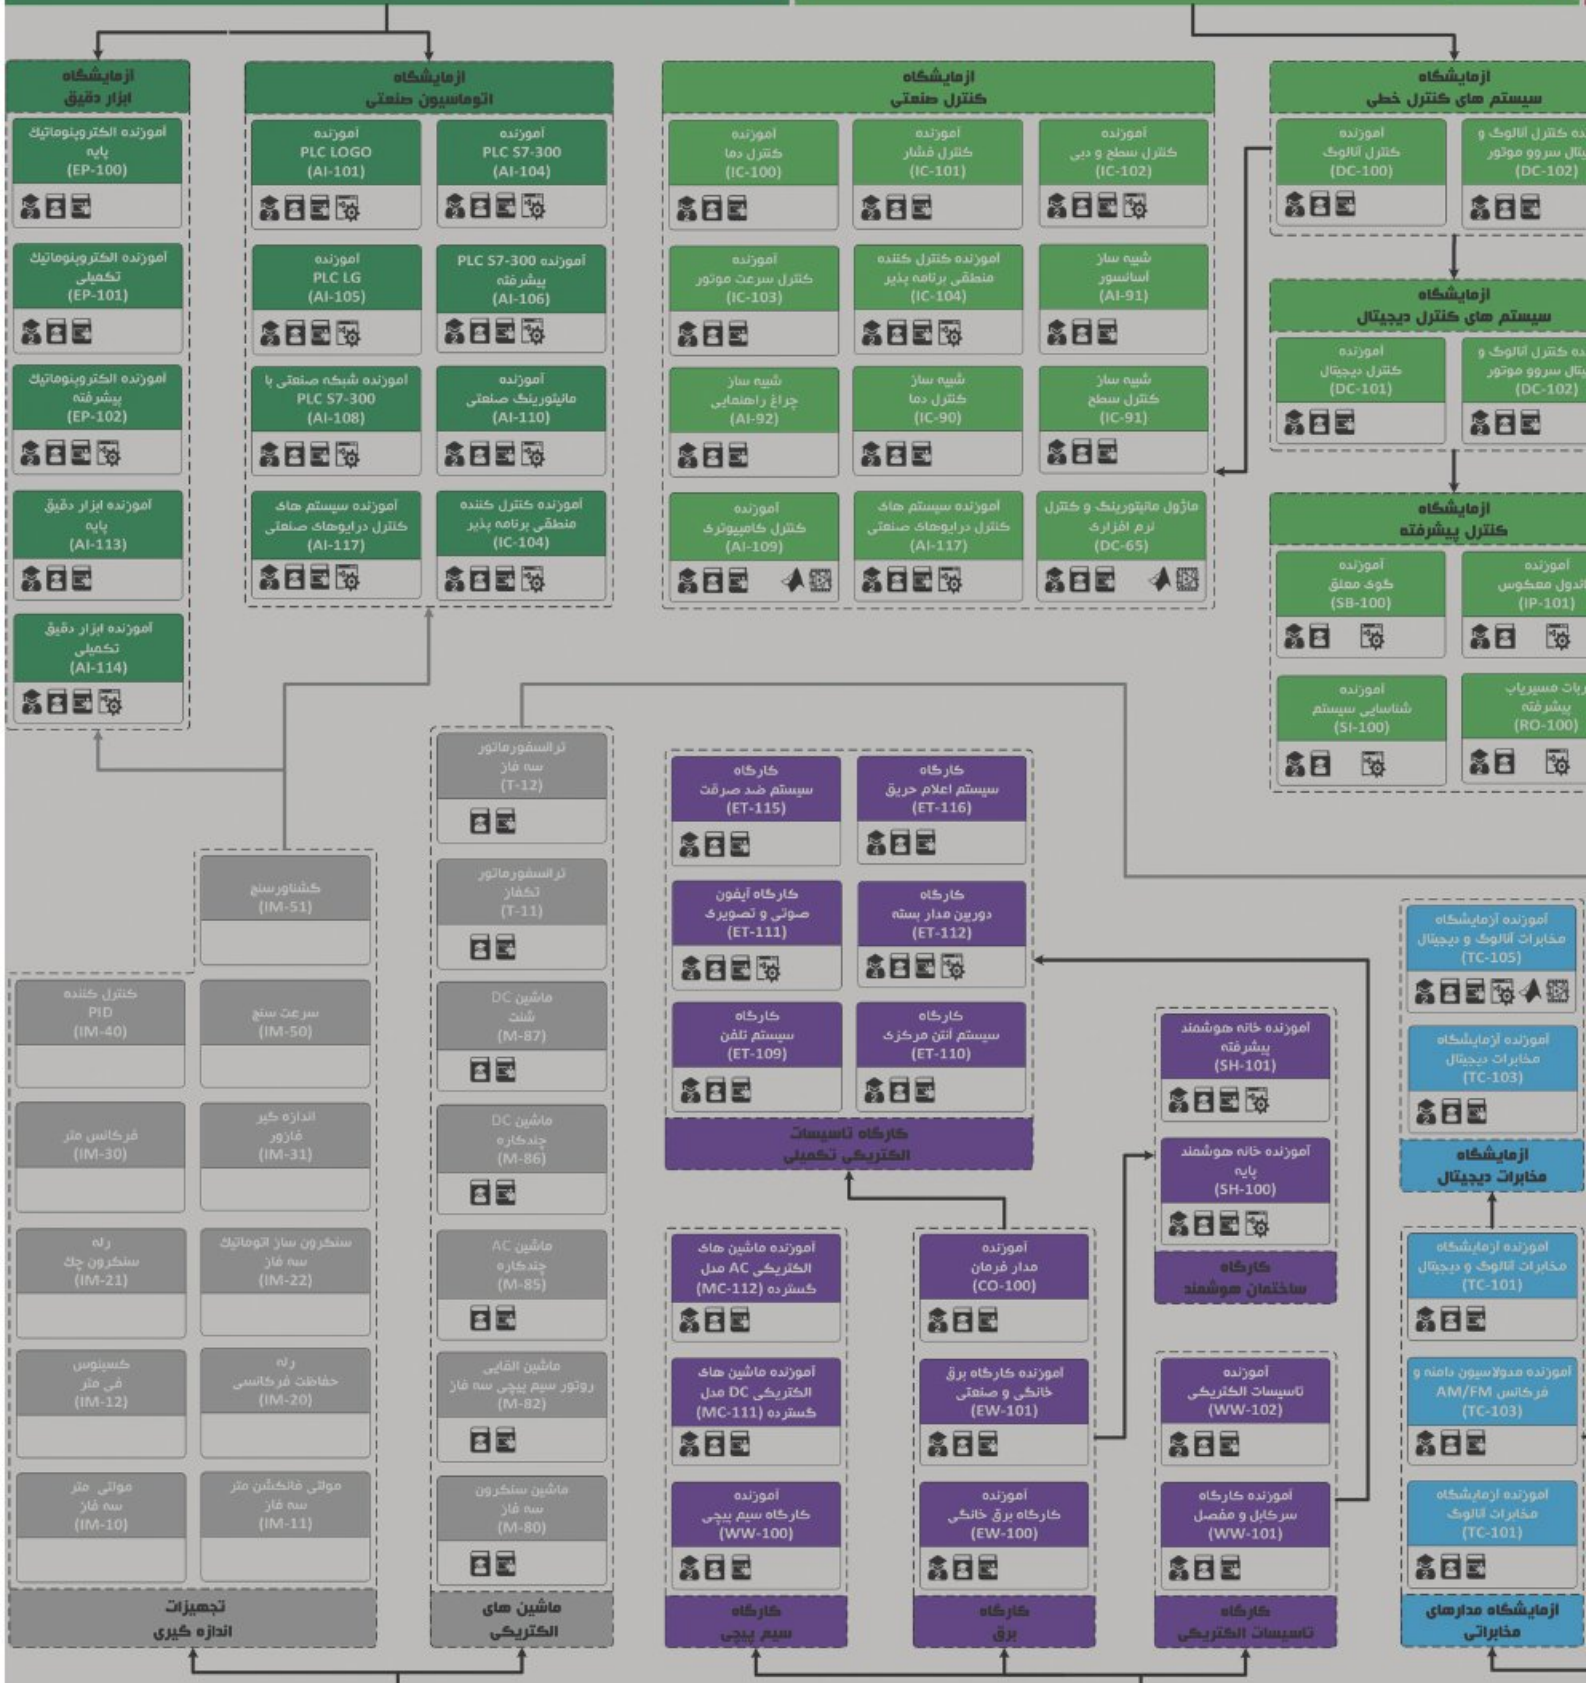 آزمایشگاه
ابزار دقیق
آموزنده الکتروپنوماتیک
پایه
(EP-100)
آموزنده الکتروپنوماتیک
تکمیلی
(EP-101)
آموزنده الکتروپنوماتیک
پیشرفته
(EP-102)
آموزنده ابزار دقیق
پایه
(AI-113)
آموزنده ابزار دقیق
تکمیلی
(AI-114)
آزمایشگاه
اتوماسیون صنعتی
آموزنده
PLC LOGO
(AI-101)
آموزنده
PLC S7-300
(AI-104)
آموزنده
PLC LG
(AI-105)
آموزنده PLC S7-300
پیشرفته
(AI-106)
آموزنده شبکه صنعتی با
PLC S7-300
(AI-108)
آموزنده
مانیتورینگ صنعتی
(AI-110)
آموزنده سیستم های
کنترل درایوهای صنعتی
(AI-117)
آموزنده کنترل کننده
منطقی برنامه پذیر
(IC-104)
آزمایشگاه
کنترل صنعتی
آموزنده
کنترل دما
(IC-100)
آموزنده
کنترل فشار
(IC-101)
آموزنده
کنترل سطح و دبی
(IC-102)
آموزنده
کنترل سرعت موتور
(IC-103)
آموزنده کنترل کننده
منطقی برنامه پذیر
(IC-104)
شبیه ساز
آسانسور
(AI-91)
شبیه ساز
چراغ راهنمایی
(AI-92)
شبیه ساز
کنترل دما
(IC-90)
شبیه ساز
کنترل سطح
(IC-91)
آموزنده
کنترل کامپیوتری
(AI-109)
آموزنده سیستم های
کنترل درایوهای صنعتی
(AI-117)
ماژول مانیتورینگ و کنترل
نرم افزاری
(DC-65)
آزمایشگاه
سیستم های کنترل خطی
آموزنده
کنترل آنالوگ
(DC-100)
کنترل آنالوگ و
سروو موتور
(DC-102)
آزمایشگاه
سیستم های کنترل دیجیتال
آموزنده
کنترل دیجیتال
(DC-101)
کنترل آنالوگ و
سروو موتور
(DC-102)
آزمایشگاه
کنترل پیشرفته
آموزنده
گوی معلق
(SB-100)
آموزنده
معکوس
(IP-101)
آموزنده
شناسایی سیستم
(SI-100)
مسیریاب
پیشرفته
(RO-100)
ترانسفورماتور
سه فاز
(T-12)
ترانسفورماتور
تکفاز
(T-11)
ماشین DC
شنت
(M-87)
ماشین DC
چندکاره
(M-86)
ماشین AC
چندکاره
(M-85)
ماشین القایی
روتور سیم پیچی سه فاز
(M-82)
ماشین سنکرون
سه فاز
(M-80)
ماشین های
الکتریکی
گشتاورسنج
(IM-51)
کنترل کننده
PID
(IM-40)
سرعت سنج
(IM-50)
فرکانس متر
(IM-30)
اندازه گیر
فازور
(IM-31)
رله
سنکرون چک
(IM-21)
سنکرون ساز اتوماتیک
سه فاز
(IM-22)
کسینوس
فی متر
(IM-12)
رله
حفاظت فرکانسی
(IM-20)
مولتی متر
سه فاز
(IM-10)
مولتی فانکشن متر
سه فاز
(IM-11)
تجهیزات
اندازه گیری
کارگاه
سیستم ضد صرقت
(ET-115)
کارگاه
سیستم اعلام حریق
(ET-116)
کارگاه آیفون
صوتی و تصویری
(ET-111)
کارگاه
دوربین مدار بسته
(ET-112)
کارگاه
سیستم تلفن
(ET-109)
کارگاه
سیستم آنتن مرکزی
(ET-110)
کارگاه تاسیسات
الکتریکی تکمیلی
آموزنده ماشین های
الکتریکی AC مدل
گسترده (MC-112)
آموزنده ماشین های
الکتریکی DC مدل
گسترده (MC-111)
آموزنده
کارگاه سیم پیچی
(WW-100)
کارگاه
سیم پیچی
آموزنده
مدار فرمان
(CO-100)
آموزنده کارگاه برق
خانگی و صنعتی
(EW-101)
آموزنده
کارگاه برق خانگی
(EW-100)
کارگاه
برق
آموزنده خانه هوشمند
پیشرفته
(SH-101)
آموزنده خانه هوشمند
پایه
(SH-100)
کارگاه
ساختمان هوشمند
آموزنده
تاسیسات الکتریکی
(WW-102)
آموزنده کارگاه
سرکابل و مفصل
(WW-101)
کارگاه
تاسیسات الکتریکی
آموزنده آزمایشگاه
مخابرات آنالوگ و دیجیتال
(TC-105)
آموزنده آزمایشگاه
مخابرات دیجیتال
(TC-103)
آزمایشگاه
مخابرات دیجیتال
آموزنده آزمایشگاه
مخابرات آنالوگ و دیجیتال
(TC-101)
آموزنده مدولاسیون دامنه و
فرکانس AM/FM
(TC-103)
آموزنده آزمایشگاه
مخابرات آنالوگ
(TC-101)
آزمایشگاه مدارهای
مخابراتی